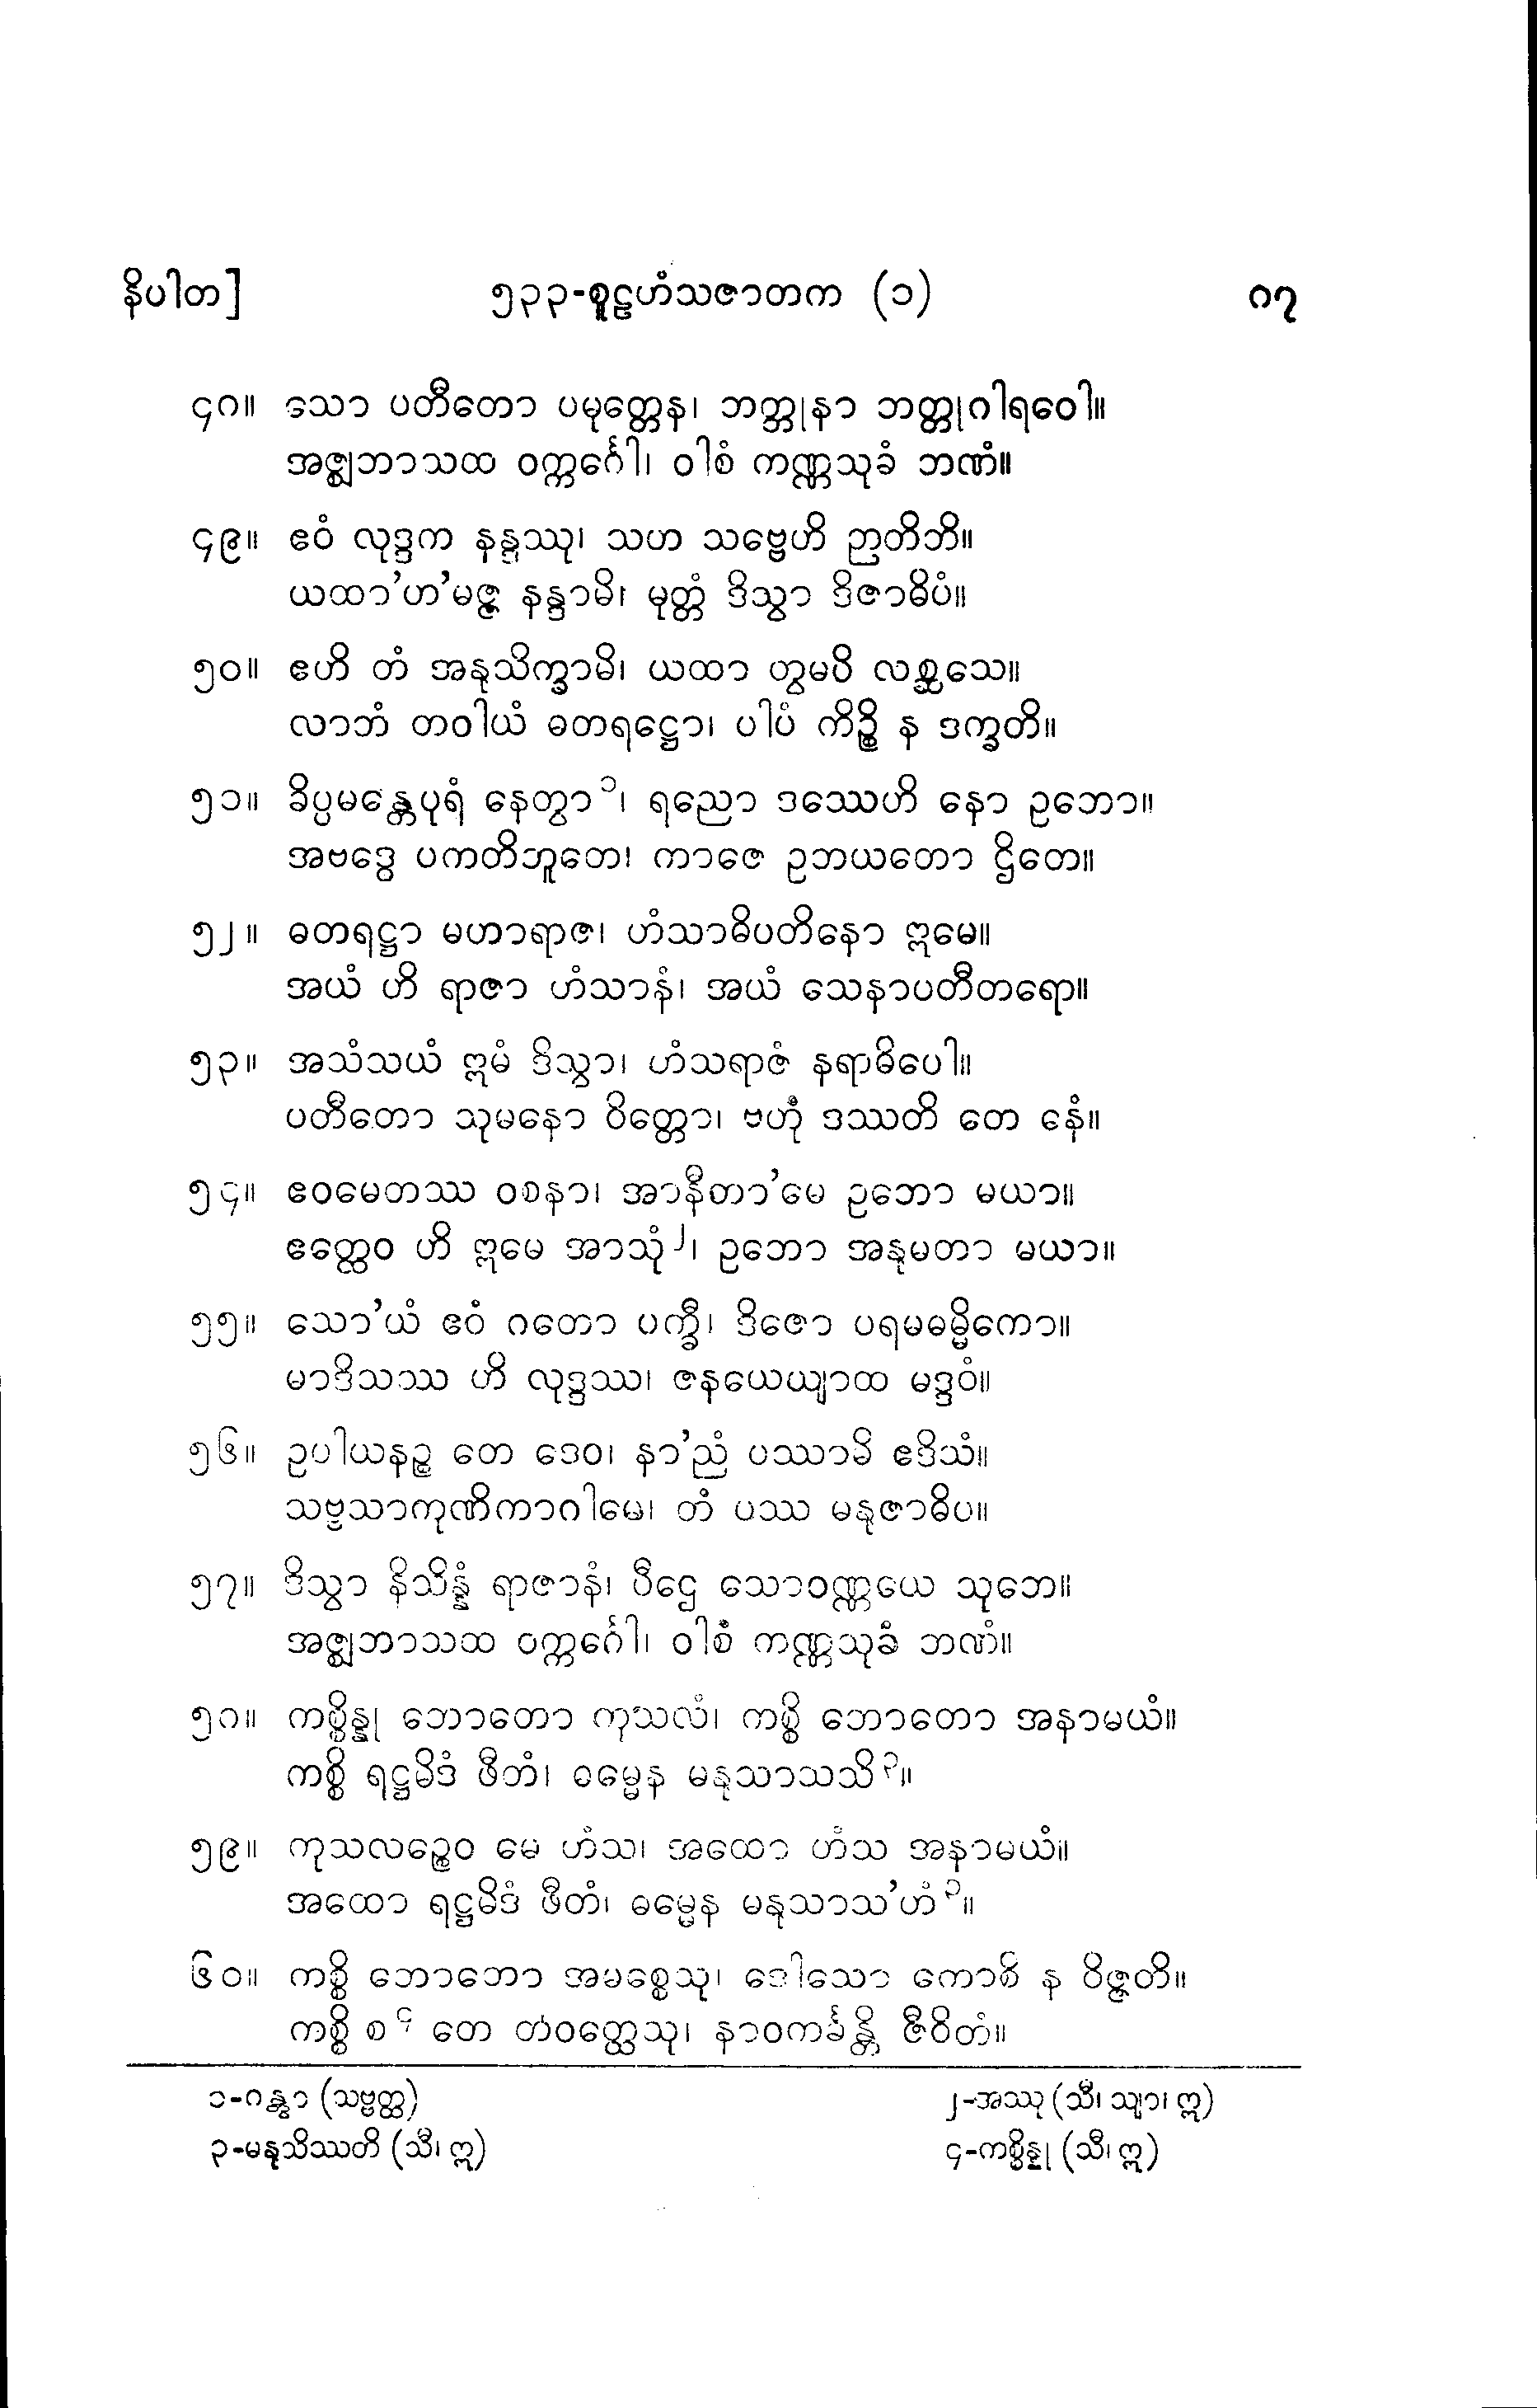 နိပါတ] ၅၃၃-စူဠဟံသဇာတက (၁) ၈၇
၄၈။ သော ပတီတော ပမုတ္တေန၊ ဘတ္တုနာ ဘတ္တုဂါရဝေါ။
အဇ္ဈဘာသထ ဝက္ကင်္ဂေါ၊ ဝါစံ ကဏ္ဏသုခံ ဘဏံ။
၄၉။ ဧဝံ လုဒ္ဒက နန္ဒဿု၊ သဟ သဗ္ဗေဟိ ဉာတိဘိ။
ယထာ’ဟ’မဇ္ဇ နန္ဒာမိ၊ မုတ္တံ ဒိသွာ ဒိဇာဓိပံ။
၅၀။ ဧဟိ တံ အနုသိက္ခာမိ၊ ယထာ တွမပိ လစ္ဆသေ။
လာဘံ တဝါယံ ဓတရဋ္ဌော၊ ပါပံ ကိဉ္စိ န ဒက္ခတိ။
၅၁။ ခိပ္ပမန္တေပုရံ နေတွာ၁၊ ရညော ဒဿေဟိ နော ဥဘော။
အဗဒ္ဓေ ပကတိဘူတေ၊ ကာဇေ ဥဘယတော ဌိတေ။
၅၂။ ဓတရဋ္ဌာ မဟာရာဇ၊ ဟံသာဓိပတိနော ဣမေ။
အယံ ဟိ ရာဇာ ဟံသာနံ၊ အယံ သေနာပတီတရော။
၅၃။ အသံသယံ ဣမံ ဒိသွာ၊ ဟံသရာဇံ နရာဓိပေါ။
ပတီတော သုမနော ဝိတ္တော၊ ဗဟုံ ဒဿတိ တေ နေံ။
၅၄။ ဧဝမေတဿ ဝစနာ၊ အာနီတာ’မေ ဥဘော မယာ။
ဧတ္ထေဝ ဟိ ဣမေ အာသုံ၂၊ ဥဘော အနုမတာ မယာ။
၅၅။ သော’ယံ ဧဝံ ဂတော ပက္ခီ၊ ဒိဇော ပရမဓမ္မိကော။
မာဒိသဿ ဟိ လုဒ္ဒဿ၊ ဇနယေယျာထ မဒ္ဒဝံ။
၅၆။ ဥပါယနဉ္စ တေ ဒေဝ၊ နာ’ညံ ပဿာမိ ဧဒိသံ။
သဗ္ဗသာကုဏိကာဂါမေ၊ တံ ပဿ မနုဇာဓိပ။
၅၇။ ဒိသွာ နိသိန္နံ ရာဇာနံ၊ ပီဌေ သောဝဏ္ဏယေ သုဘေ။
အဇ္ဈဘာသထ ဝက္ကင်္ဂေါ၊ ဝါစံ ကဏ္ဏသုခံ ဘဏံ။
၅၈။ ကစ္စိန္နု ဘောတော ကုသလံ၊ ကစ္စိ ဘောတော အနာမယံ။
ကစ္စိ ရဋ္ဌမိဒံ ဖီတံ၊ ဓမ္မေန မနုသာသသိ၃။
၅၉။ ကုသလဉ္စေဝ မေ ဟံသ၊ အထော ဟံသ အနာမယံ။
အထော ရဋ္ဌမိဒံ ဖီတံ၊ ဓမ္မေန မနုသာသ’ဟံ၃။
၆၀။ ကစ္စိ ဘောဘော အမစ္စေသု၊ ဒေါသော ကောစိ န ဝိဇ္ဇတိ။
ကစ္စိ စ၄ တေ တဝတ္ထေသု၊ နာဝကင်္ခန္တိ ဇီဝိတံ။
၁-ဂန္တွာ (သဗ္ဗတ္ထ) ၂-အဿု (သီ၊ သျာ၊ ဣ)
၃-မနုသိဿတိ (သီ၊ ဣ) ၄-ကစ္စိန္နု (သီ၊ ဣ)